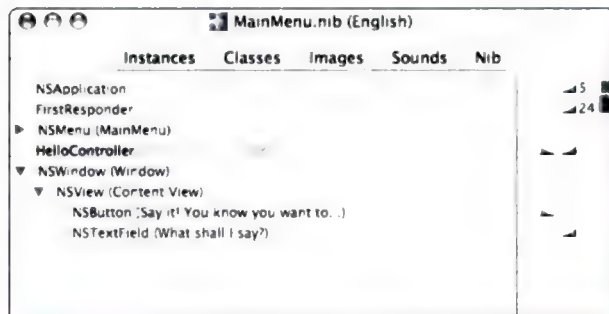 MainMenu.nib (English)
Instances Classes Images Sounds Nib
NSApplication 5
FirstResponder 24
NSMenu (MainMenu)
HelloController
NSWindow (Window)
NSView (Content View)
NSButton (Say it! You know you want to...)
NSTextField (What shall I say?)